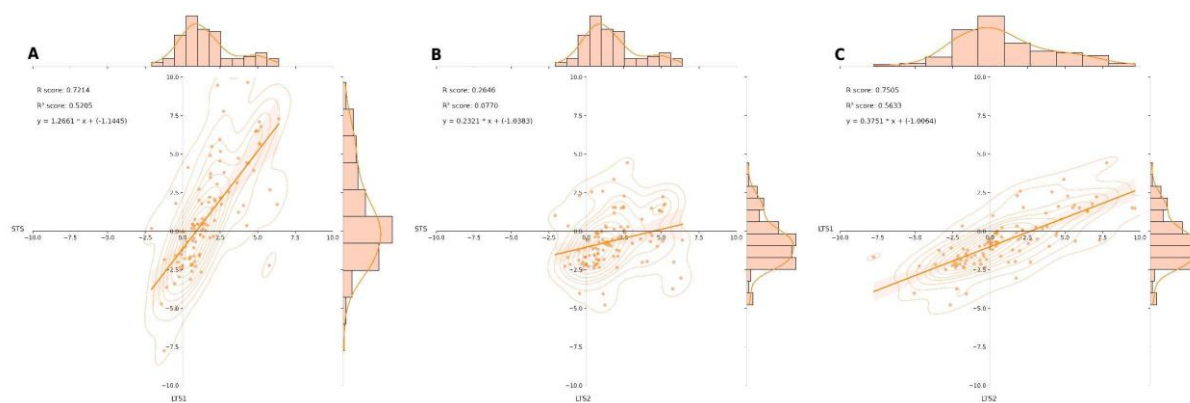 A
10.0
R score: 0.7214
R² score: 0.5205
y = 1.2661 * x + (-1.1445)
7.5
5.0
2.5
STS
−10.0 −7.5 −5.0 −2.5 0.0 2.5 5.0 7.5 10.0
−2.5
−5.0
−7.5
−10.0
LTS1
B
10.0
R score: 0.2646
R² score: 0.0770
y = 0.2321 * x + (-1.0383)
7.5
5.0
2.5
STS
−10.0 −7.5 −5.0 −2.5 0.0 2.5 5.0 7.5 10.0
−2.5
−5.0
−7.5
−10.0
LTS2
C
10.0
R score: 0.7505
R² score: 0.5633
y = 0.3751 * x + (-1.0064)
7.5
5.0
2.5
LTS1
−10.0 −7.5 −5.0 −2.5 0.0 2.5 5.0 7.5 10.0
−2.5
−5.0
−7.5
−10.0
LTS2